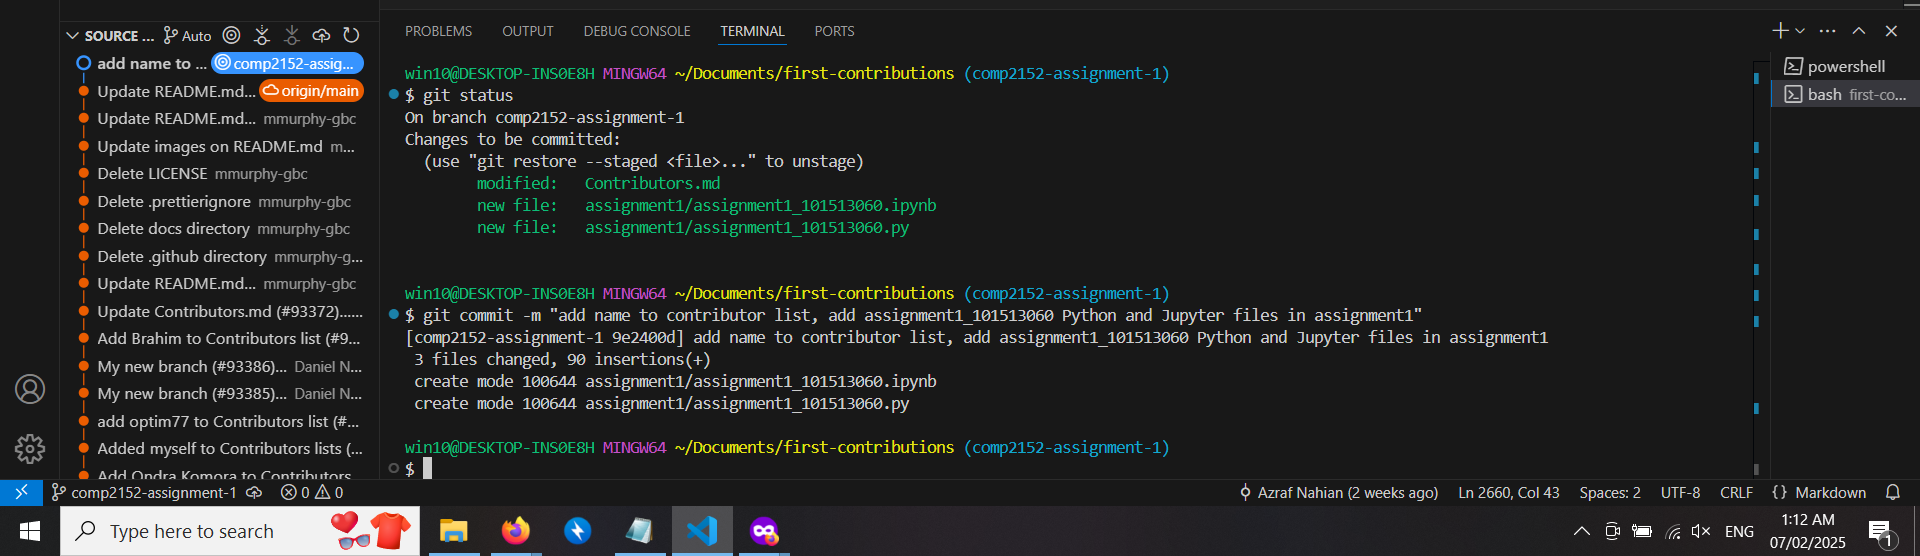 SOURCE ... Auto
add name to ... comp2152-assig...
Update README.md... origin/main
Update README.md... mmurphy-gbc
Update images on README.md m...
Delete LICENSE mmurphy-gbc
Delete .prettierignore mmurphy-gbc
Delete docs directory mmurphy-gbc
Delete .github directory mmurphy-g...
Update README.md... mmurphy-gbc
Update Contributors.md (#93372)......
Add Brahim to Contributors list (#9...
My new branch (#93386)... Daniel N...
My new branch (#93385)... Daniel N...
add optim77 to Contributors list (#...
Added myself to Contributors lists (...
Add Ondra Komora to Contributors
PROBLEMS OUTPUT DEBUG CONSOLE TERMINAL PORTS
win10@DESKTOP-INS0E8H MINGW64 ~/Documents/first-contributions (comp2152-assignment-1)
$ git status
On branch comp2152-assignment-1
Changes to be committed:
(use "git restore --staged <file>..." to unstage)
modified: Contributors.md
new file: assignment1/assignment1_101513060.ipynb
new file: assignment1/assignment1_101513060.py
win10@DESKTOP-INS0E8H MINGW64 ~/Documents/first-contributions (comp2152-assignment-1)
$ git commit -m "add name to contributor list, add assignment1_101513060 Python and Jupyter files in assignment1"
[comp2152-assignment-1 9e2400d] add name to contributor list, add assignment1_101513060 Python and Jupyter files in assignment1
3 files changed, 90 insertions(+)
create mode 100644 assignment1/assignment1_101513060.ipynb
create mode 100644 assignment1/assignment1_101513060.py
win10@DESKTOP-INS0E8H MINGW64 ~/Documents/first-contributions (comp2152-assignment-1)
$
powershell
bash first-co...
comp2152-assignment-1 0 0 Azraf Nahian (2 weeks ago) Ln 2660, Col 43 Spaces: 2 UTF-8 CRLF {} Markdown
Type here to search
ENG
1:12 AM
07/02/2025
1